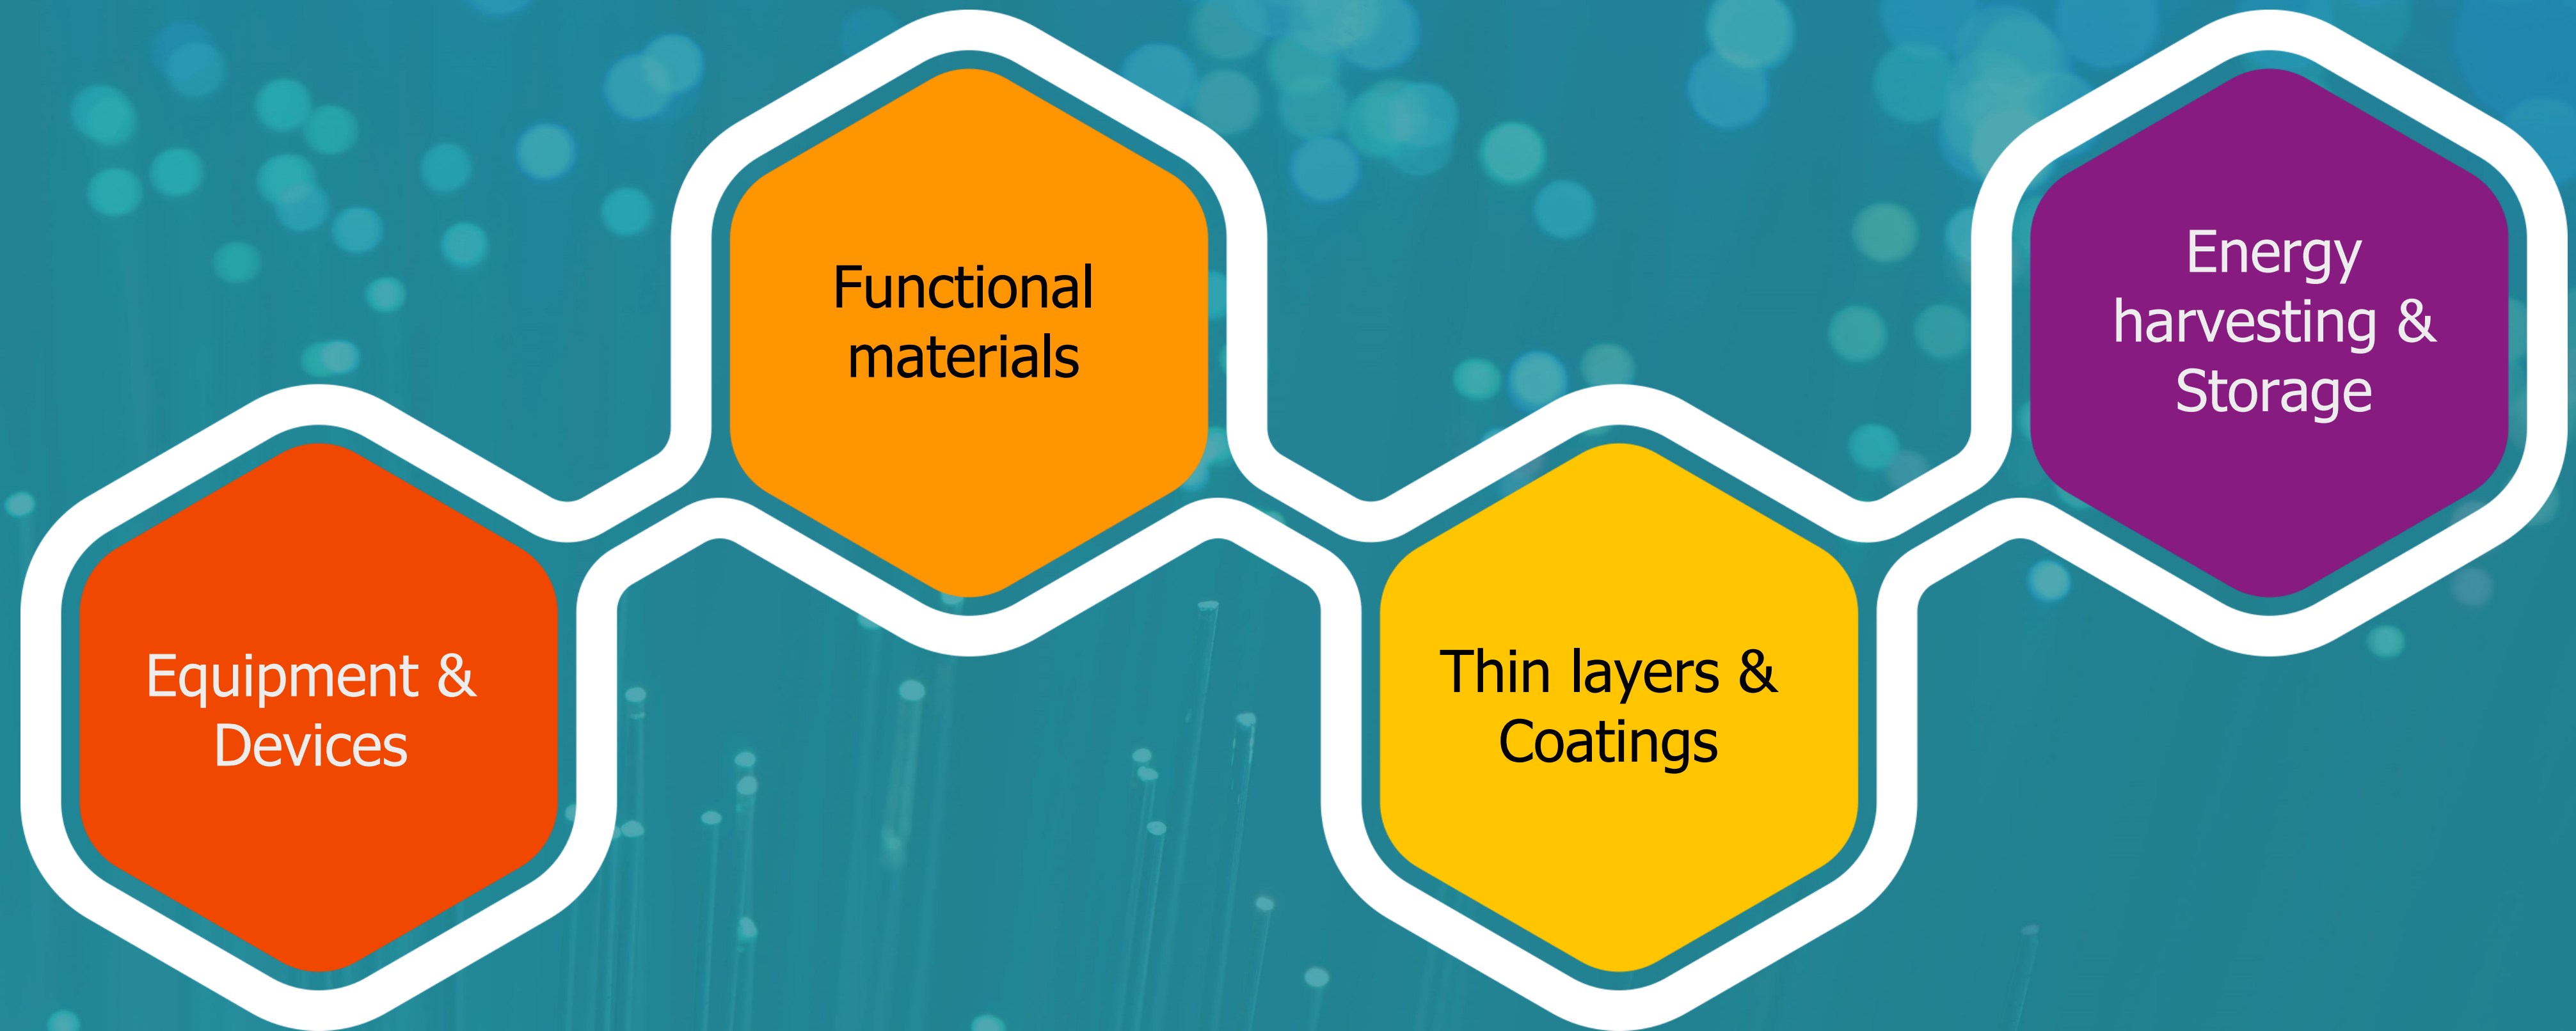 Equipment &
Devices
Functional
materials
Thin layers &
Coatings
Energy
harvesting &
Storage